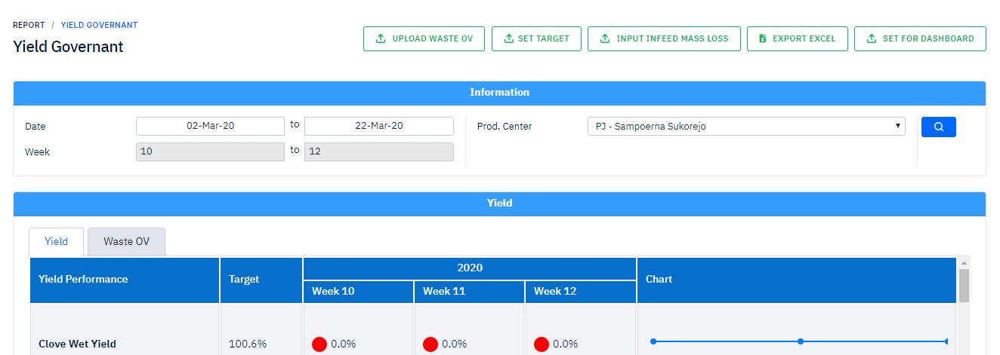 REPORT / YIELD GOVERNANT
Yield Governant
UPLOAD WASTE OV SET TARGET INPUT INFEED MASS LOSS EXPORT EXCEL SET FOR DASHBOARD
Information
Date 02-Mar-20 to 22-Mar-20 Prod. Center PJ - Sampoerna Sukorejo
Week 10 to 12
Yield
Yield Waste OV
Yield Performance Target 2020 Chart
Week 10 Week 11 Week 12
Clove Wet Yield 100.6% 0.0% 0.0% 0.0%